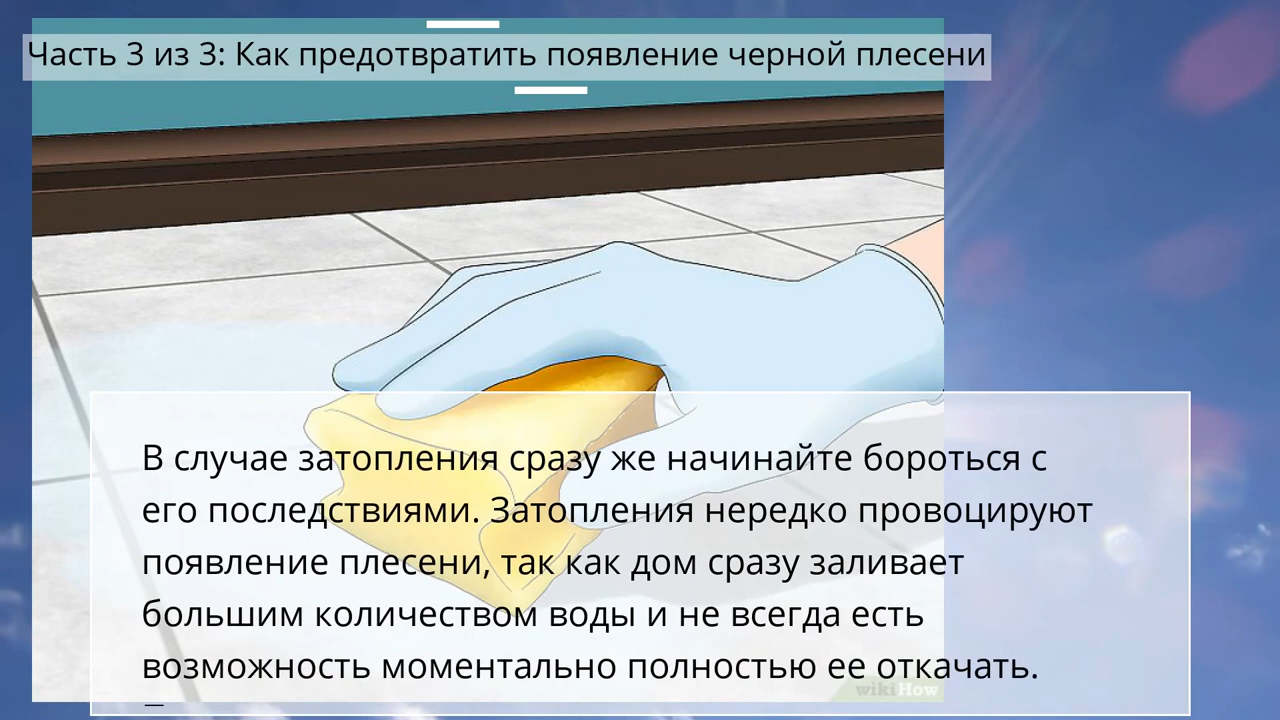 Часть 3 из 3: Как предотвратить появление черной плесени
В случае затопления сразу же начинайте бороться с
его последствиями. Затопления нередко провоцируют
появление плесени, так как дом сразу заливает
большим количеством воды и не всегда есть
возможность моментально полностью ее откачать.
wikiHow